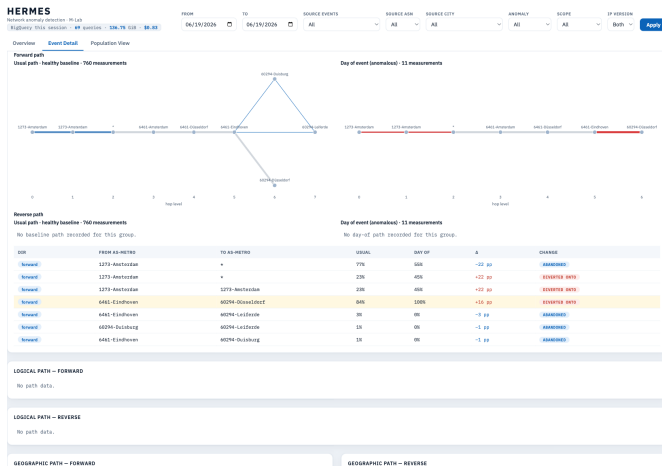 HERMES
Network anomaly detection · M-Lab
BigQuery this session · 69 queries · 136.75 GiB · $0.83
FROM
06/19/2026
TO
06/19/2026
SOURCE EVENTS
All
SOURCE ASN
All
SOURCE CITY
All
ANOMALY
All
SCOPE
All
IP VERSION
Both
Apply
Overview Event Detail Population View
Forward path
Usual path · healthy baseline · 760 measurements
Day of event (anomalous) · 11 measurements
60294-Duisburg
1273-Amsterdam 1273-Amsterdam * 6461-Amsterdam 6461-Düsseldorf 6461-Eindhoven 60294-Leiferde
60294-Düsseldorf
0 1 2 3 4 5 6 7
hop level
1273-Amsterdam 1273-Amsterdam * 6461-Amsterdam 6461-Düsseldorf 6461-Eindhoven 60294-Düsseldorf
0 1 2 3 4 5 6
hop level
Reverse path
Usual path · healthy baseline · 760 measurements
No baseline path recorded for this group.
Day of event (anomalous) · 11 measurements
No day-of path recorded for this group.
DIR FROM AS-METRO TO AS-METRO USUAL DAY OF Δ CHANGE
forward 1273-Amsterdam * 77% 55% -22 pp ABANDONED
forward * * 23% 45% +22 pp DIVERTED ONTO
forward * 1273-Amsterdam 23% 45% +22 pp DIVERTED ONTO
forward 6461-Eindhoven 60294-Düsseldorf 84% 100% +16 pp DIVERTED ONTO
forward 6461-Eindhoven 60294-Leiferde 3% 0% -3 pp ABANDONED
forward 60294-Duisburg 60294-Leiferde 1% 0% -1 pp ABANDONED
forward 6461-Eindhoven 60294-Duisburg 1% 0% -1 pp ABANDONED
LOGICAL PATH — FORWARD
No path data.
LOGICAL PATH — REVERSE
No path data.
GEOGRAPHIC PATH — FORWARD
GEOGRAPHIC PATH — REVERSE